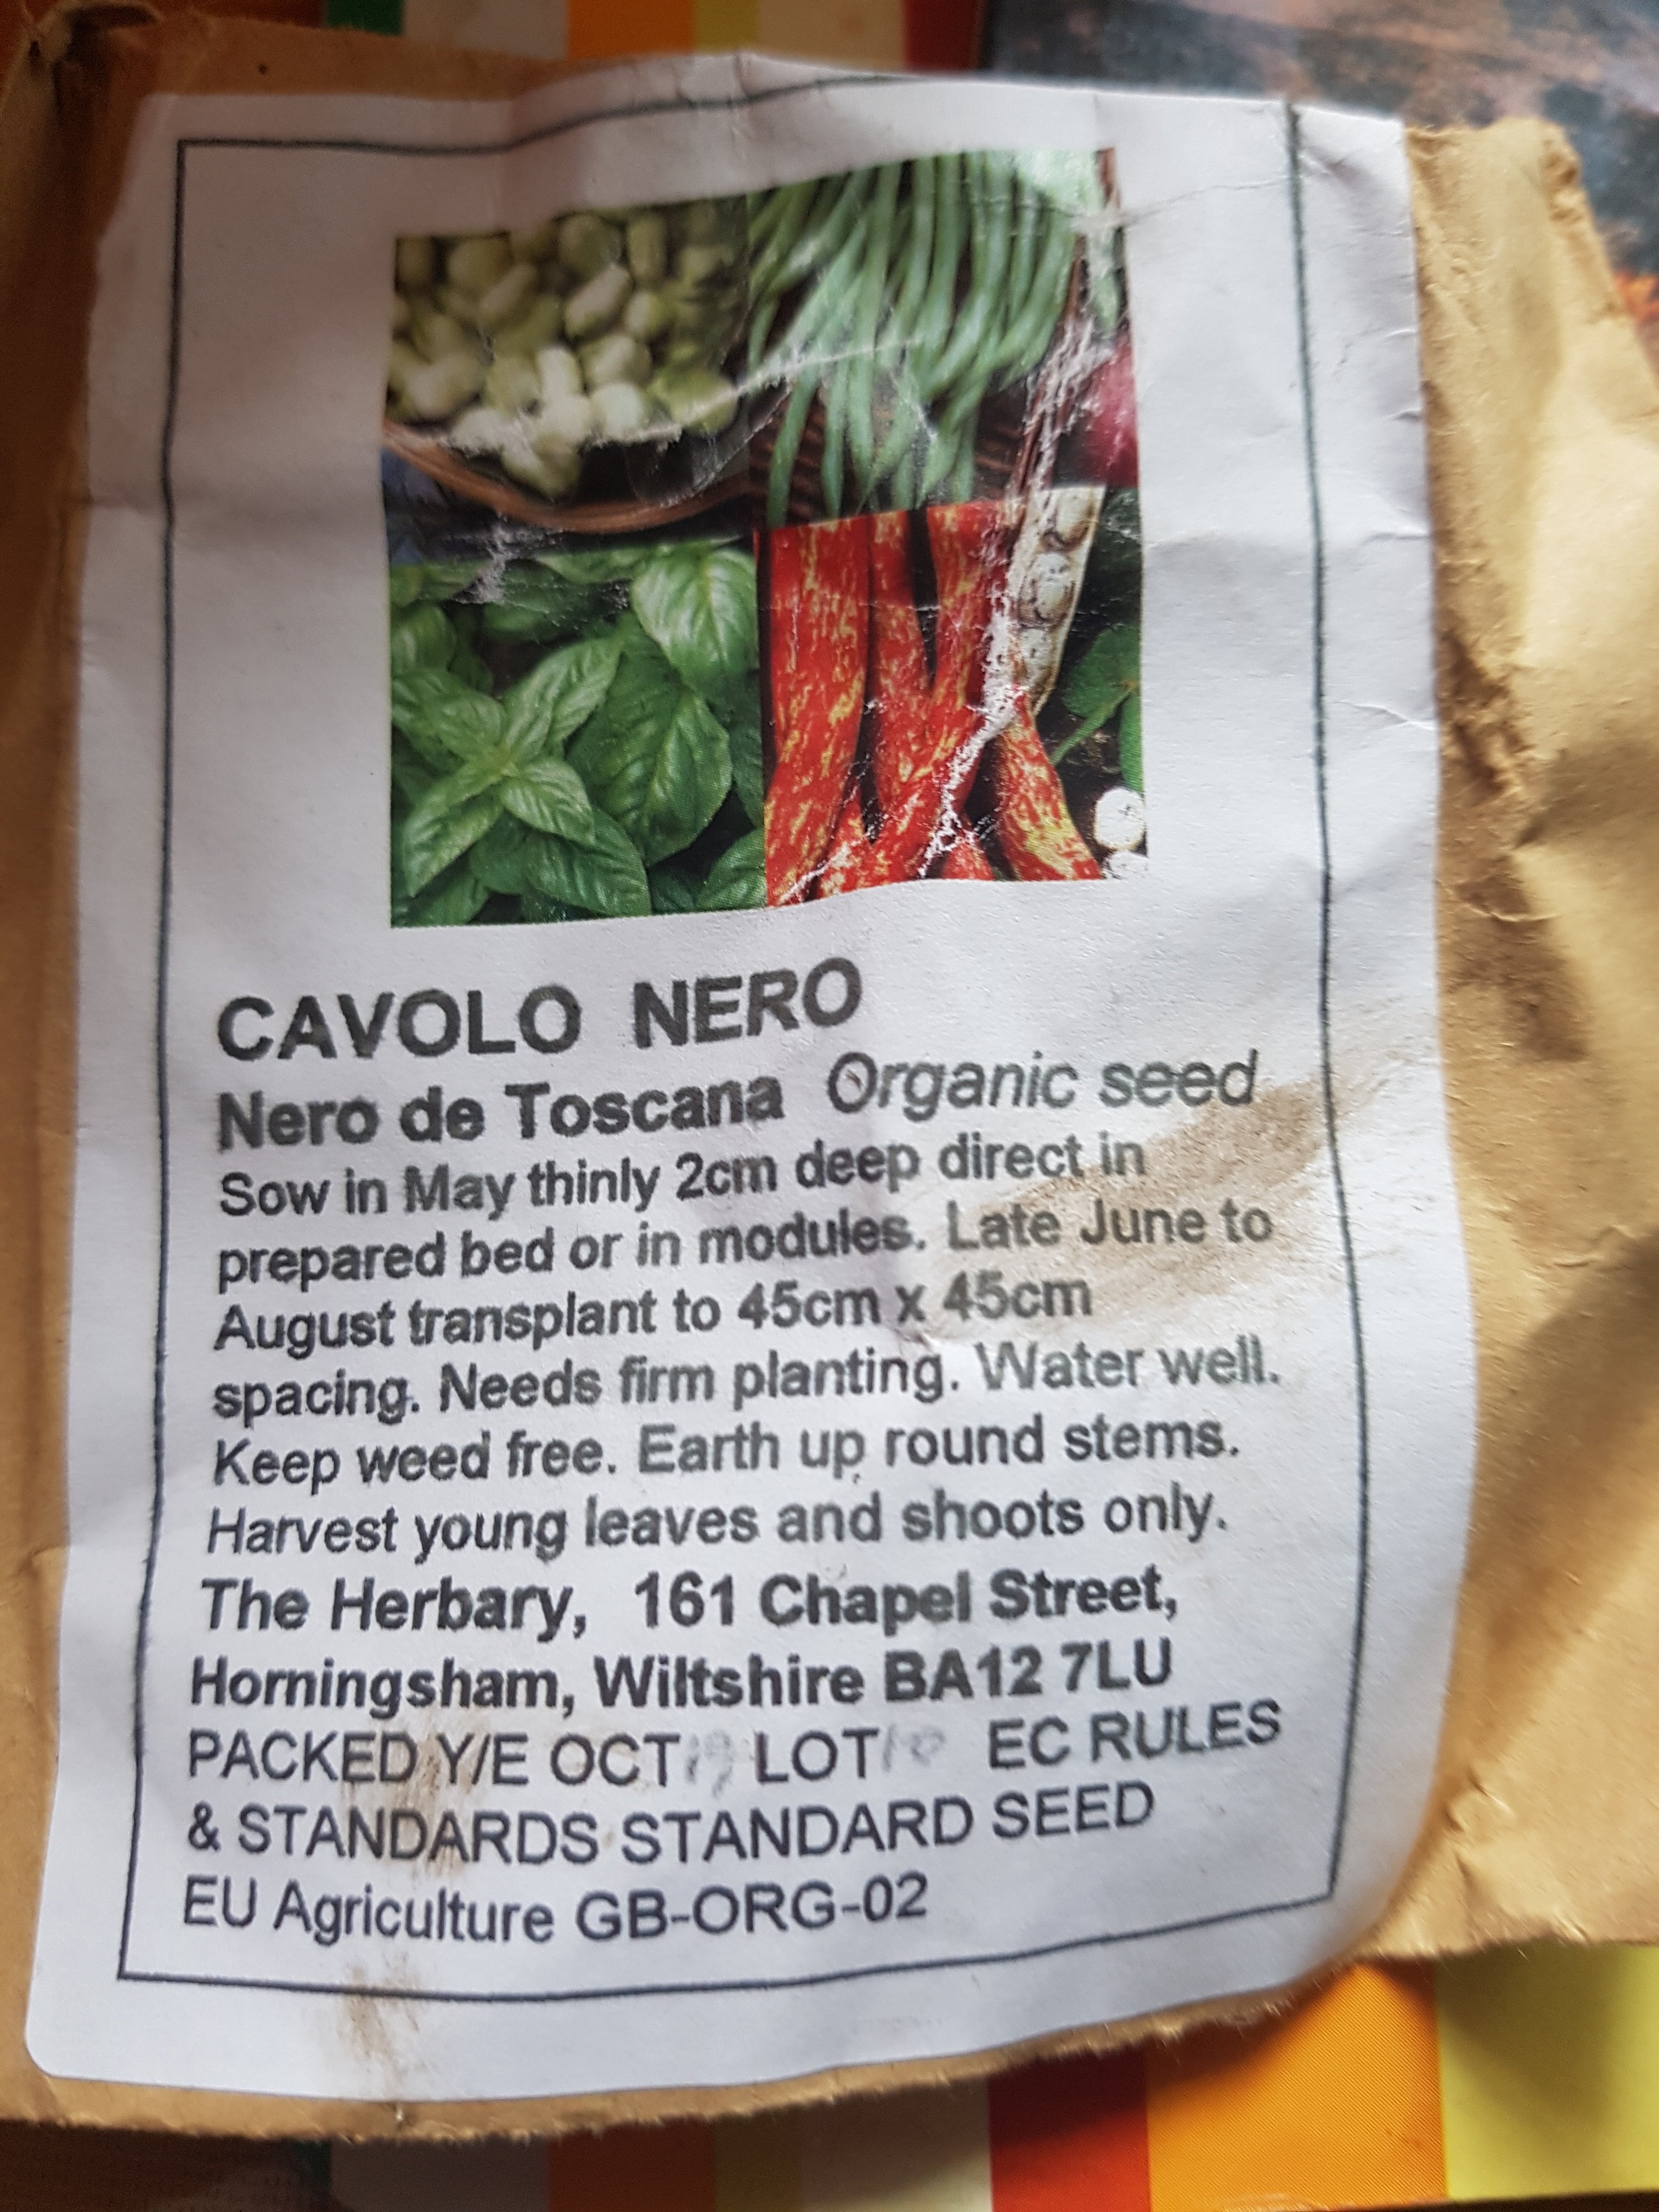 CAVOLO NERO
Nero de Toscana Organic seed
Sow in May thinly 2cm deep direct in
prepared bed or in modules. Late June to
August transplant to 45cm x 45cm
spacing. Needs firm planting. Water well.
Keep weed free. Earth up round stems.
Harvest young leaves and shoots only.
The Herbary, 161 Chapel Street,
Horningsham, Wiltshire BA12 7LU
PACKED Y/E OCT LOT EC RULES
& STANDARDS STANDARD SEED
EU Agriculture GB-ORG-02